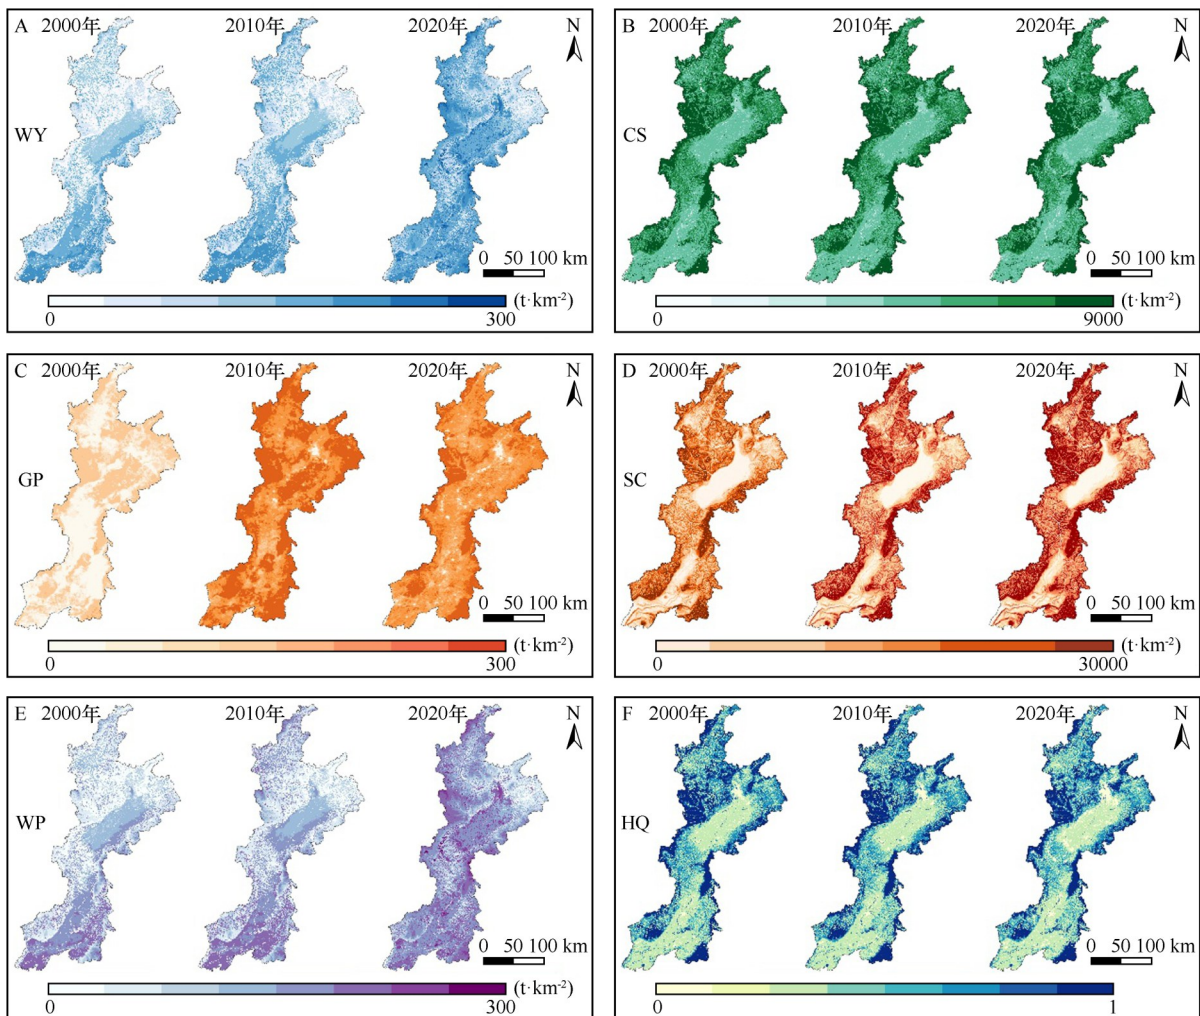 A 2000年 2010年 2020年 N
WY
0 50 100 km
0 300 (t·km⁻²)
B 2000年 2010年 2020年 N
CS
0 50 100 km
0 9000 (t·km⁻²)
C 2000年 2010年 2020年 N
GP
0 50 100 km
0 300 (t·km⁻²)
D 2000年 2010年 2020年 N
SC
0 50 100 km
0 30000 (t·km⁻²)
E 2000年 2010年 2020年 N
WP
0 50 100 km
0 300 (t·km⁻²)
F 2000年 2010年 2020年 N
HQ
0 50 100 km
0 1